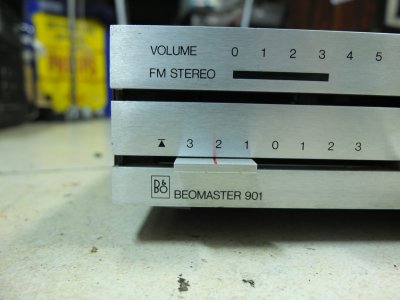 VOLUME 0 1 2 3 4 5
FM STEREO
3 2 1 0 1 2 3
B&O BEOMASTER 901